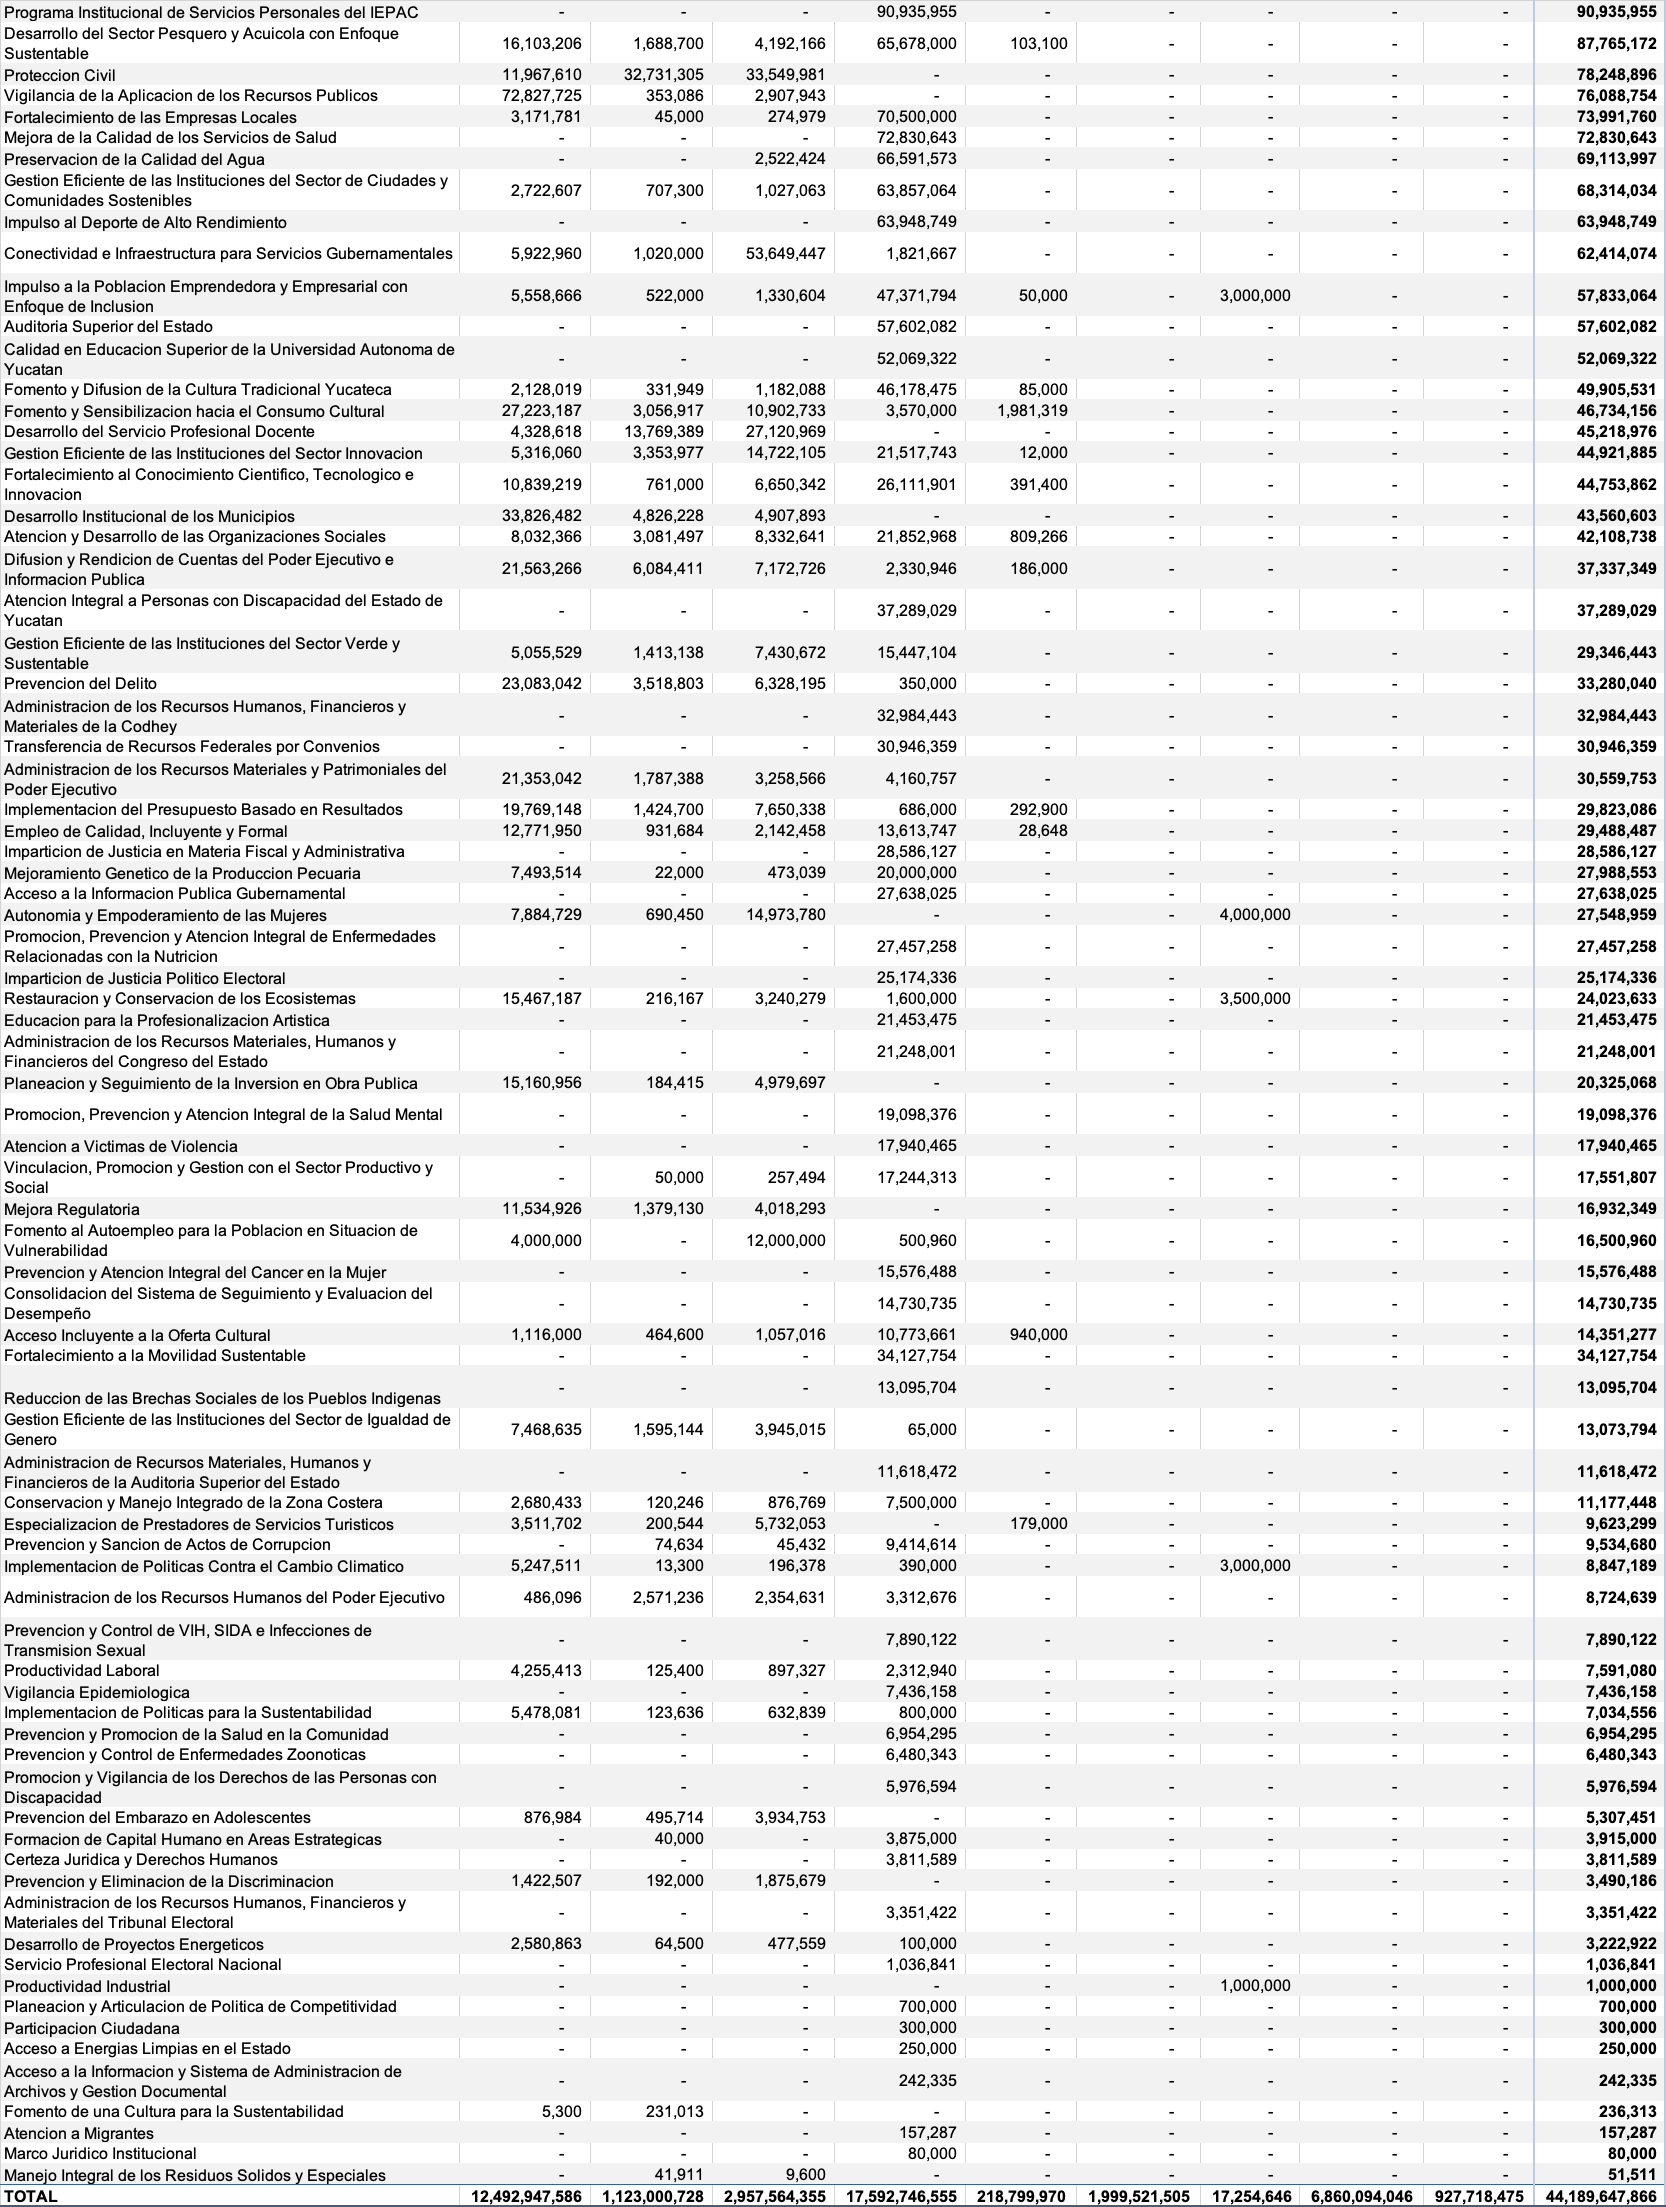 Programa Institucional de Servicios Personales del IEPAC - - - 90,935,955 - - - - - 90,935,955
Desarrollo del Sector Pesquero y Acuicola con Enfoque
Sustentable 16,103,206 1,688,700 4,192,166 65,678,000 103,100 - - - - 87,765,172
Proteccion Civil 11,967,610 32,731,305 33,549,981 - - - - - - 78,248,896
Vigilancia de la Aplicacion de los Recursos Publicos 72,827,725 353,086 2,907,943 - - - - - - 76,088,754
Fortalecimiento de las Empresas Locales 3,171,781 45,000 274,979 70,500,000 - - - - - 73,991,760
Mejora de la Calidad de los Servicios de Salud - - - 72,830,643 - - - - - 72,830,643
Preservacion de la Calidad del Agua - - 2,522,424 66,591,573 - - - - - 69,113,997
Gestion Eficiente de las Instituciones del Sector de Ciudades y
Comunidades Sostenibles 2,722,607 707,300 1,027,063 63,857,064 - - - - - 68,314,034
Impulso al Deporte de Alto Rendimiento - - - 63,948,749 - - - - - 63,948,749
Conectividad e Infraestructura para Servicios Gubernamentales 5,922,960 1,020,000 53,649,447 1,821,667 - - - - - 62,414,074
Impulso a la Poblacion Emprendedora y Empresarial con
Enfoque de Inclusion 5,558,666 522,000 1,330,604 47,371,794 50,000 - 3,000,000 - - 57,833,064
Auditoria Superior del Estado - - - 57,602,082 - - - - - 57,602,082
Calidad en Educacion Superior de la Universidad Autonoma de
Yucatan - - - 52,069,322 - - - - - 52,069,322
Fomento y Difusion de la Cultura Tradicional Yucateca 2,128,019 331,949 1,182,088 46,178,475 85,000 - - - - 49,905,531
Fomento y Sensibilizacion hacia el Consumo Cultural 27,223,187 3,056,917 10,902,733 3,570,000 1,981,319 - - - - 46,734,156
Desarrollo del Servicio Profesional Docente 4,328,618 13,769,389 27,120,969 - - - - - - 45,218,976
Gestion Eficiente de las Instituciones del Sector Innovacion 5,316,060 3,353,977 14,722,105 21,517,743 12,000 - - - - 44,921,885
Fortalecimiento al Conocimiento Cientifico, Tecnologico e
Innovacion 10,839,219 761,000 6,650,342 26,111,901 391,400 - - - - 44,753,862
Desarrollo Institucional de los Municipios 33,826,482 4,826,228 4,907,893 - - - - - - 43,560,603
Atencion y Desarrollo de las Organizaciones Sociales 8,032,366 3,081,497 8,332,641 21,852,968 809,266 - - - - 42,108,738
Difusion y Rendicion de Cuentas del Poder Ejecutivo e
Informacion Publica 21,563,266 6,084,411 7,172,726 2,330,946 186,000 - - - - 37,337,349
Atencion Integral a Personas con Discapacidad del Estado de
Yucatan - - - 37,289,029 - - - - - 37,289,029
Gestion Eficiente de las Instituciones del Sector Verde y
Sustentable 5,055,529 1,413,138 7,430,672 15,447,104 - - - - - 29,346,443
Prevencion del Delito 23,083,042 3,518,803 6,328,195 350,000 - - - - - 33,280,040
Administracion de los Recursos Humanos, Financieros y
Materiales de la Codhey - - - 32,984,443 - - - - - 32,984,443
Transferencia de Recursos Federales por Convenios - - - 30,946,359 - - - - - 30,946,359
Administracion de los Recursos Materiales y Patrimoniales del
Poder Ejecutivo 21,353,042 1,787,388 3,258,566 4,160,757 - - - - - 30,559,753
Implementacion del Presupuesto Basado en Resultados 19,769,148 1,424,700 7,650,338 686,000 292,900 - - - - 29,823,086
Empleo de Calidad, Incluyente y Formal 12,771,950 931,684 2,142,458 13,613,747 28,648 - - - - 29,488,487
Imparticion de Justicia en Materia Fiscal y Administrativa - - - 28,586,127 - - - - - 28,586,127
Mejoramiento Genetico de la Produccion Pecuaria 7,493,514 22,000 473,039 20,000,000 - - - - - 27,988,553
Acceso a la Informacion Publica Gubernamental - - - 27,638,025 - - - - - 27,638,025
Autonomia y Empoderamiento de las Mujeres 7,884,729 690,450 14,973,780 - - - 4,000,000 - - 27,548,959
Promocion, Prevencion y Atencion Integral de Enfermedades
Relacionadas con la Nutricion - - - 27,457,258 - - - - - 27,457,258
Imparticion de Justicia Politico Electoral - - - 25,174,336 - - - - - 25,174,336
Restauracion y Conservacion de los Ecosistemas 15,467,187 216,167 3,240,279 1,600,000 - - 3,500,000 - - 24,023,633
Educacion para la Profesionalizacion Artistica - - - 21,453,475 - - - - - 21,453,475
Administracion de los Recursos Materiales, Humanos y
Financieros del Congreso del Estado - - - 21,248,001 - - - - - 21,248,001
Planeacion y Seguimiento de la Inversion en Obra Publica 15,160,956 184,415 4,979,697 - - - - - - 20,325,068
Promocion, Prevencion y Atencion Integral de la Salud Mental - - - 19,098,376 - - - - - 19,098,376
Atencion a Victimas de Violencia - - - 17,940,465 - - - - - 17,940,465
Vinculacion, Promocion y Gestion con el Sector Productivo y
Social - 50,000 257,494 17,244,313 - - - - - 17,551,807
Mejora Regulatoria 11,534,926 1,379,130 4,018,293 - - - - - - 16,932,349
Fomento al Autoempleo para la Poblacion en Situacion de
Vulnerabilidad 4,000,000 - 12,000,000 500,960 - - - - - 16,500,960
Prevencion y Atencion Integral del Cancer en la Mujer - - - 15,576,488 - - - - - 15,576,488
Consolidacion del Sistema de Seguimiento y Evaluacion del
Desempeño - - - 14,730,735 - - - - - 14,730,735
Acceso Incluyente a la Oferta Cultural 1,116,000 464,600 1,057,016 10,773,661 940,000 - - - - 14,351,277
Fortalecimiento a la Movilidad Sustentable - - - 34,127,754 - - - - - 34,127,754
Reduccion de las Brechas Sociales de los Pueblos Indigenas - - - 13,095,704 - - - - - 13,095,704
Gestion Eficiente de las Instituciones del Sector de Igualdad de
Genero 7,468,635 1,595,144 3,945,015 65,000 - - - - - 13,073,794
Administracion de Recursos Materiales, Humanos y
Financieros de la Auditoria Superior del Estado - - - 11,618,472 - - - - - 11,618,472
Conservacion y Manejo Integrado de la Zona Costera 2,680,433 120,246 876,769 7,500,000 - - - - - 11,177,448
Especializacion de Prestadores de Servicios Turisticos 3,511,702 200,544 5,732,053 - 179,000 - - - - 9,623,299
Prevencion y Sancion de Actos de Corrupcion - 74,634 45,432 9,414,614 - - - - - 9,534,680
Implementacion de Politicas Contra el Cambio Climatico 5,247,511 13,300 196,378 390,000 - - 3,000,000 - - 8,847,189
Administracion de los Recursos Humanos del Poder Ejecutivo 486,096 2,571,236 2,354,631 3,312,676 - - - - - 8,724,639
Prevencion y Control de VIH, SIDA e Infecciones de
Transmision Sexual - - - 7,890,122 - - - - - 7,890,122
Productividad Laboral 4,255,413 125,400 897,327 2,312,940 - - - - - 7,591,080
Vigilancia Epidemiologica - - - 7,436,158 - - - - - 7,436,158
Implementacion de Politicas para la Sustentabilidad 5,478,081 123,636 632,839 800,000 - - - - - 7,034,556
Prevencion y Promocion de la Salud en la Comunidad - - - 6,954,295 - - - - - 6,954,295
Prevencion y Control de Enfermedades Zoonoticas - - - 6,480,343 - - - - - 6,480,343
Promocion y Vigilancia de los Derechos de las Personas con
Discapacidad - - - 5,976,594 - - - - - 5,976,594
Prevencion del Embarazo en Adolescentes 876,984 495,714 3,934,753 - - - - - - 5,307,451
Formacion de Capital Humano en Areas Estrategicas - 40,000 - 3,875,000 - - - - - 3,915,000
Certeza Juridica y Derechos Humanos - - - 3,811,589 - - - - - 3,811,589
Prevencion y Eliminacion de la Discriminacion 1,422,507 192,000 1,875,679 - - - - - - 3,490,186
Administracion de los Recursos Humanos, Financieros y
Materiales del Tribunal Electoral - - - 3,351,422 - - - - - 3,351,422
Desarrollo de Proyectos Energeticos 2,580,863 64,500 477,559 100,000 - - - - - 3,222,922
Servicio Profesional Electoral Nacional - - - 1,036,841 - - - - - 1,036,841
Productividad Industrial - - - - - - 1,000,000 - - 1,000,000
Planeacion y Articulacion de Politica de Competitividad - - - 700,000 - - - - - 700,000
Participacion Ciudadana - - - 300,000 - - - - - 300,000
Acceso a Energias Limpias en el Estado - - - 250,000 - - - - - 250,000
Acceso a la Informacion y Sistema de Administracion de
Archivos y Gestion Documental - - - 242,335 - - - - - 242,335
Fomento de una Cultura para la Sustentabilidad 5,300 231,013 - - - - - - - 236,313
Atencion a Migrantes - - - 157,287 - - - - - 157,287
Marco Juridico Institucional - - - 80,000 - - - - - 80,000
Manejo Integral de los Residuos Solidos y Especiales - 41,911 9,600 - - - - - - 51,511
TOTAL 12,492,947,586 1,123,000,728 2,957,564,355 17,592,746,555 218,799,970 1,999,521,505 17,254,646 6,860,094,046 927,718,475 44,189,647,866